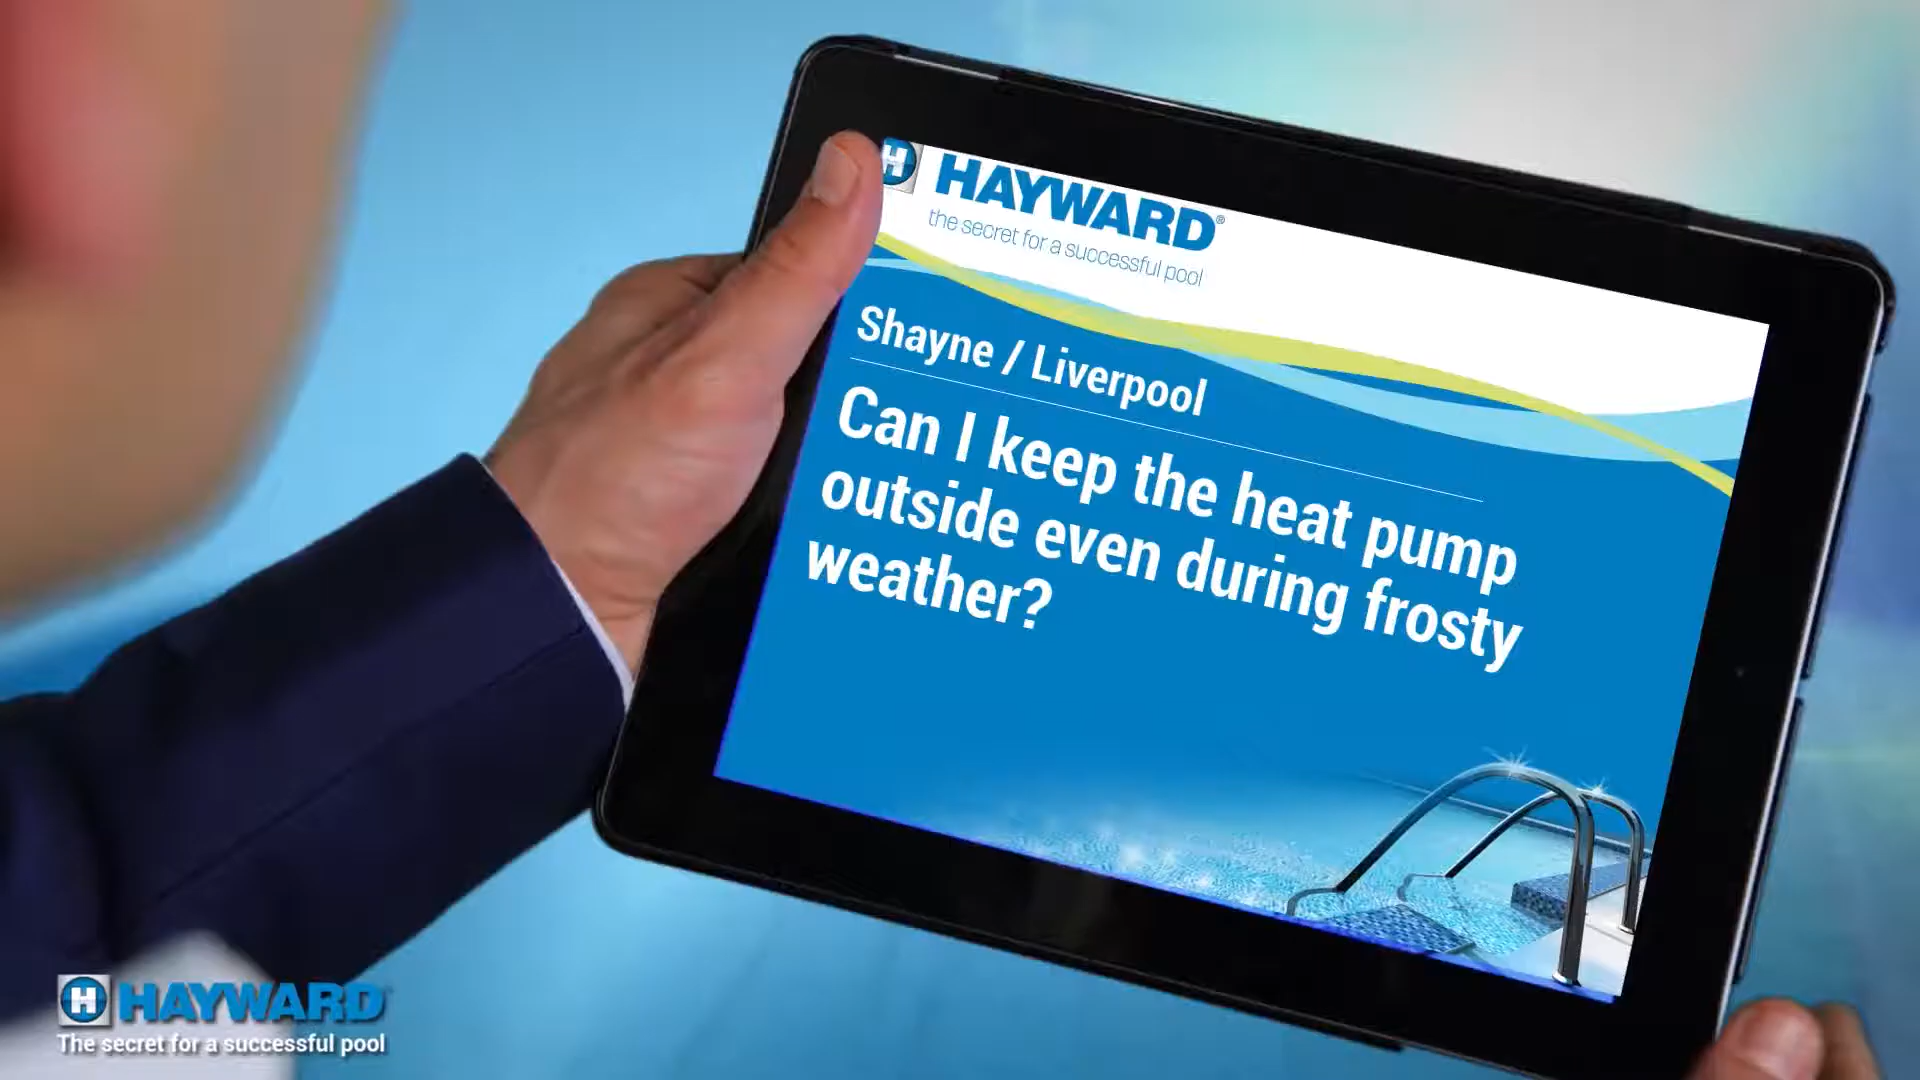 H HAYWARD®
the secret for a successful pool
Shayne / Liverpool
Can I keep the heat pump
outside even during frosty
weather?
H HAYWARD
The secret for a successful pool